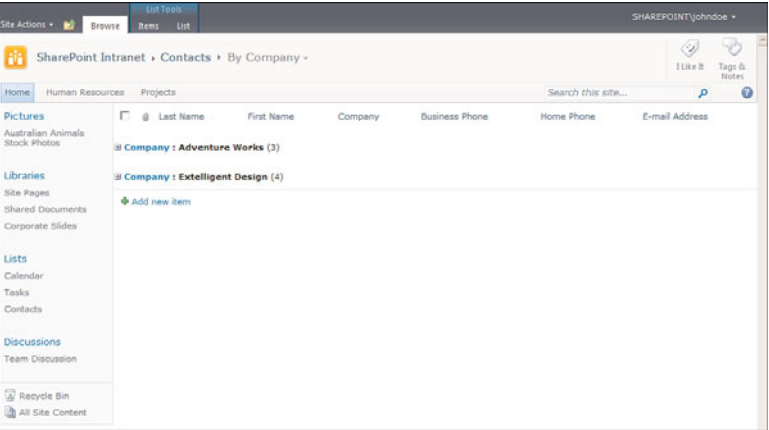 List Tools
Site Actions Browse Items List SHAREPOINT\johndoe
SharePoint Intranet Contacts By Company
I Like It Tags & Notes
Home Human Resources Projects Search this site...
Pictures
Australian Animals
Stock Photos
Libraries
Site Pages
Shared Documents
Corporate Slides
Lists
Calendar
Tasks
Contacts
Discussions
Team Discussion
Recycle Bin
All Site Content
Last Name First Name Company Business Phone Home Phone E-mail Address
Company : Adventure Works (3)
Company : Extelligent Design (4)
Add new item